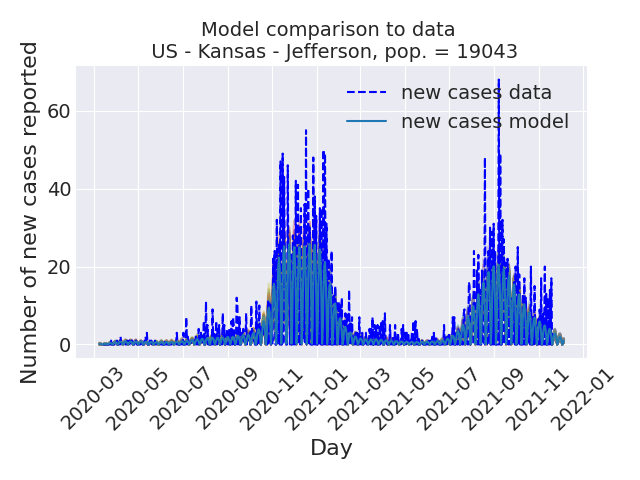 Model comparison to data
US - Kansas - Jefferson, pop. = 19043
Number of new cases reported
60
40
20
0
new cases data
new cases model
2020-03
2020-05
2020-07
2020-09
2020-11
2021-01
2021-03
2021-05
2021-07
2021-09
2021-11
2022-01
Day